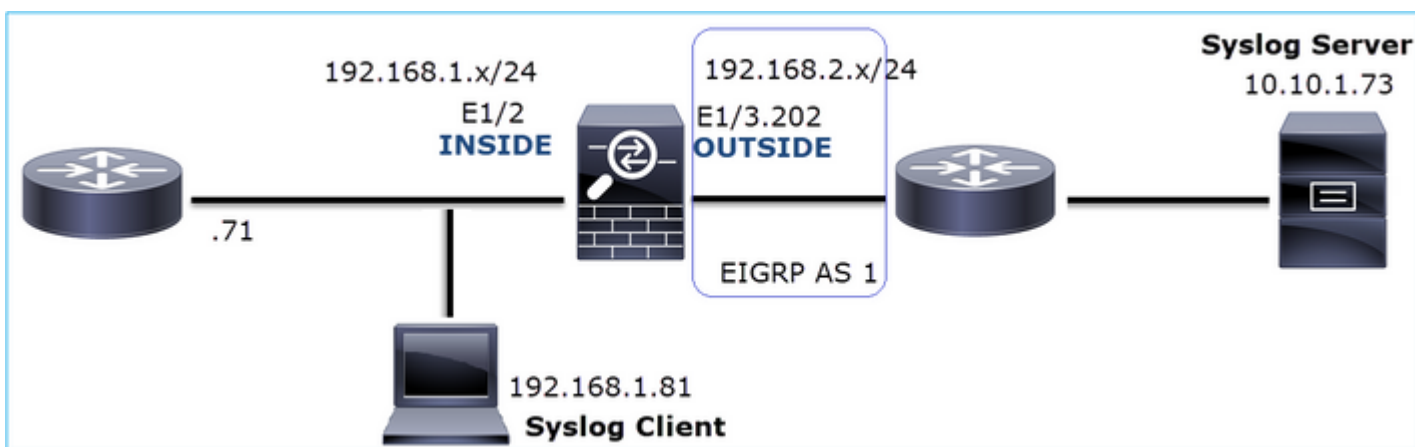 Syslog Server
10.10.1.73
192.168.1.x/24
192.168.2.x/24
E1/2
INSIDE
E1/3.202
OUTSIDE
.71
EIGRP AS 1
192.168.1.81
Syslog Client